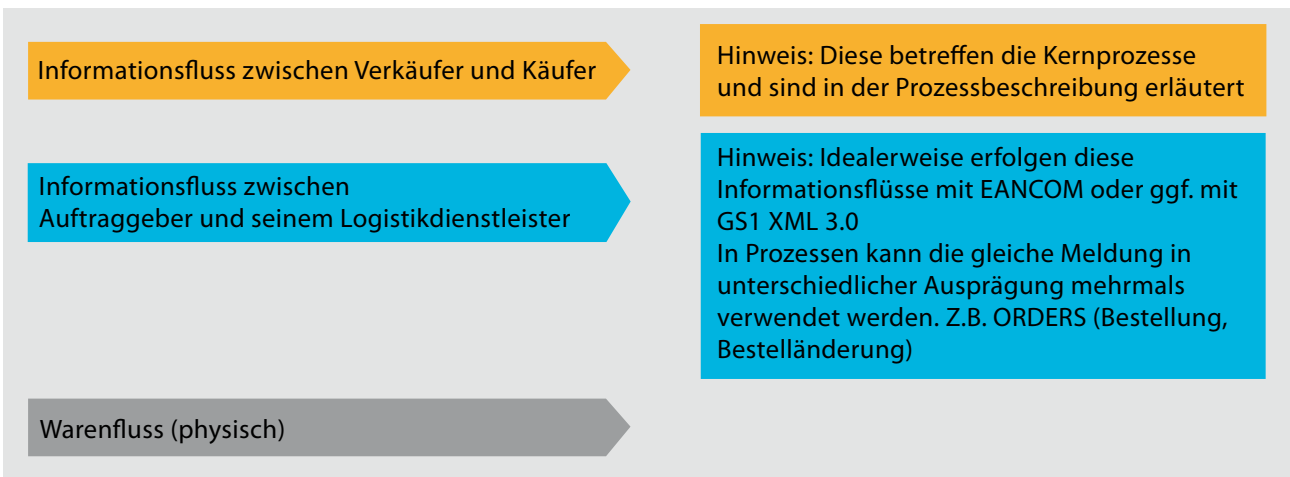 Informationsfluss zwischen Verkäufer und Käufer
Hinweis: Diese betreffen die Kernprozesse
und sind in der Prozessbeschreibung erläutert
Informationsfluss zwischen
Auftraggeber und seinem Logistikdienstleister
Hinweis: Idealerweise erfolgen diese
Informationsflüsse mit EANCOM oder ggf. mit
GS1 XML 3.0
In Prozessen kann die gleiche Meldung in
unterschiedlicher Ausprägung mehrmals
verwendet werden. Z.B. ORDERS (Bestellung,
Bestelländerung)
Warenfluss (physisch)